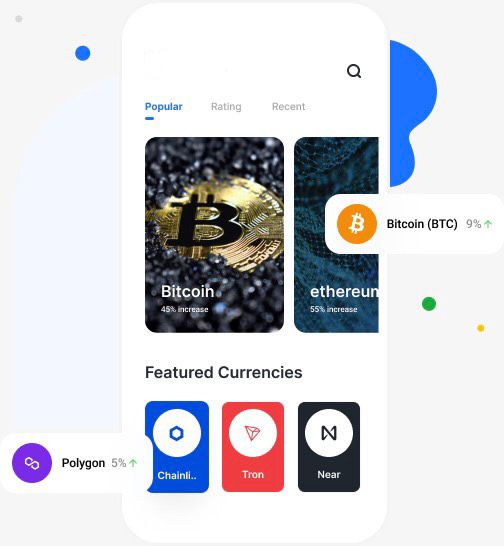 Popular Rating Recent
Bitcoin
45% increase
ethereum
55% increase
Bitcoin (BTC) 9%
Featured Currencies
Polygon 5%
Chainli..
Tron
Near